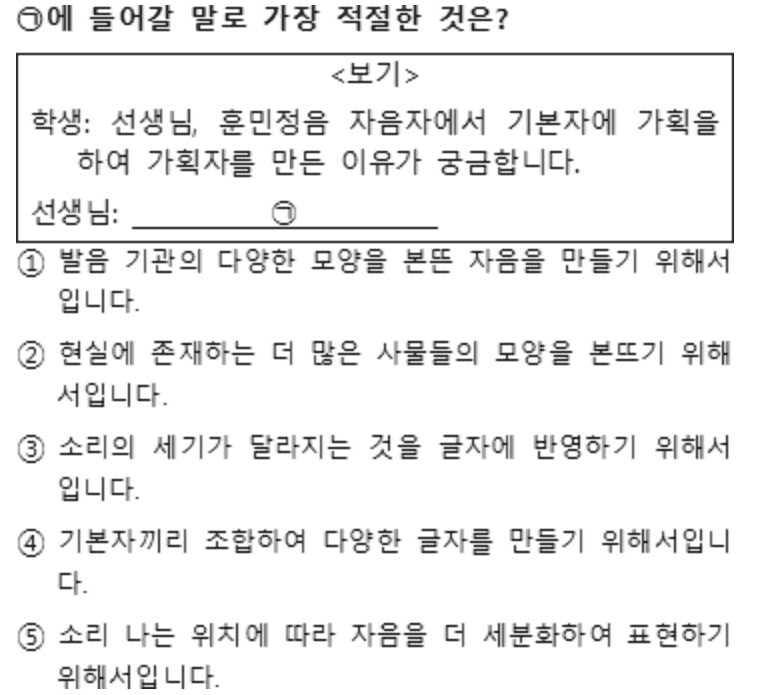 ㉠에 들어갈 말로 가장 적절한 것은?
<보기>
학생: 선생님, 훈민정음 자음자에서 기본자에 가획을
하여 가획자를 만든 이유가 궁금합니다.
선생님: ㉠
① 발음 기관의 다양한 모양을 본뜬 자음을 만들기 위해서
입니다.
② 현실에 존재하는 더 많은 사물들의 모양을 본뜨기 위해
서입니다.
③ 소리의 세기가 달라지는 것을 글자에 반영하기 위해서
입니다.
④ 기본자끼리 조합하여 다양한 글자를 만들기 위해서입니
다.
⑤ 소리 나는 위치에 따라 자음을 더 세분화하여 표현하기
위해서입니다.